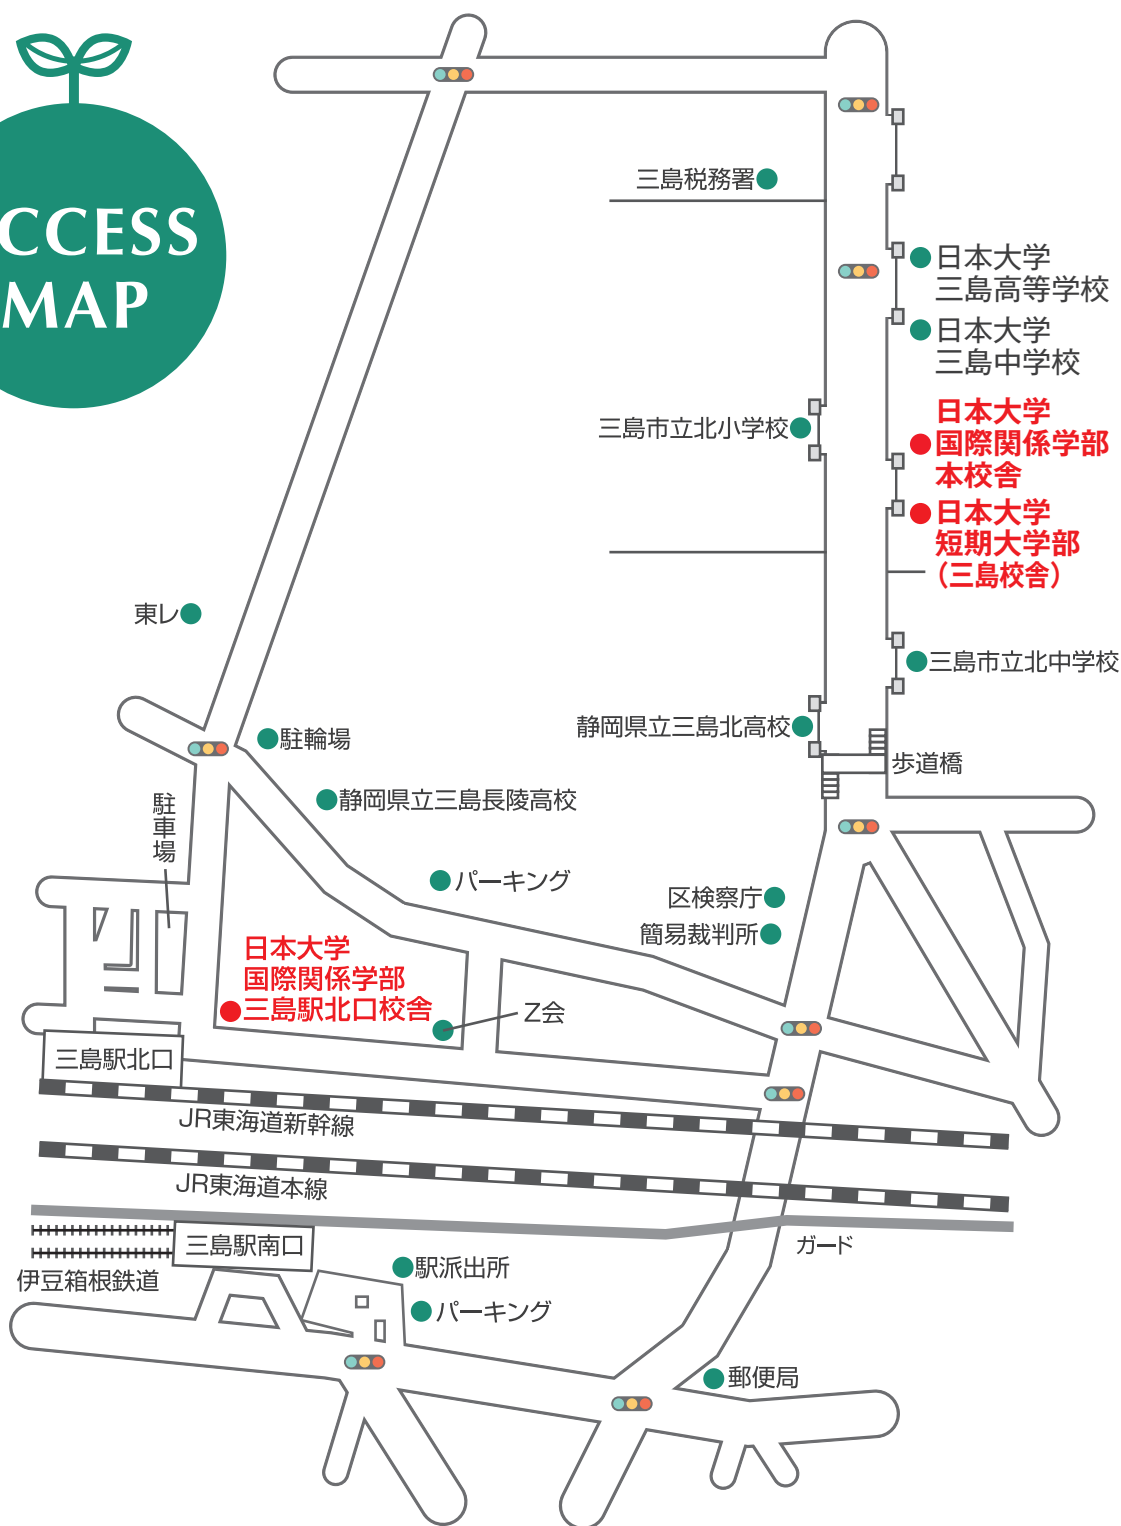 CCESS
MAP
三島税務署
日本大学
三島高等学校
日本大学
三島中学校
日本大学
国際関係学部
本校舎
三島市立北小学校
日本大学
短期大学部
（三島校舎）
東レ
三島市立北中学校
静岡県立三島北高校
駐輪場
歩道橋
静岡県立三島長陵高校
駐車場
パーキング
区検察庁
簡易裁判所
日本大学
国際関係学部
三島駅北口校舎
Z会
三島駅北口
JR東海道新幹線
JR東海道本線
三島駅南口
ガード
伊豆箱根鉄道
駅派出所
パーキング
郵便局